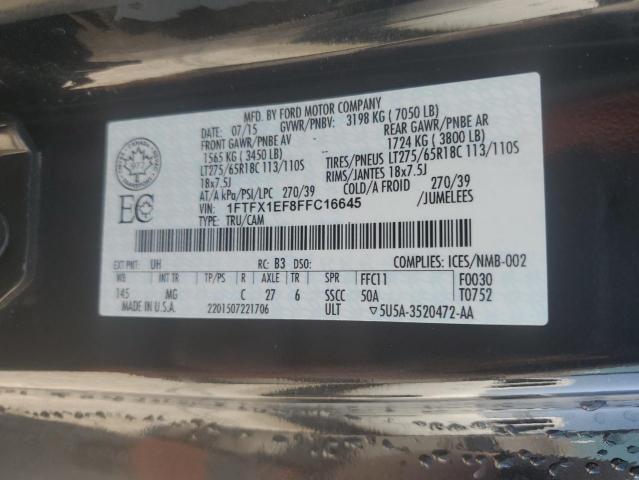 MFD. BY FORD MOTOR COMPANY
DATE: 07/15 GVWR/PNBV: 3198 KG ( 7050 LB)
FRONT GAWR/PNBE AV REAR GAWR/PNBE AR
1565 KG ( 3450 LB) 1724 KG ( 3800 LB)
LT275/65R18C 113/110S TIRES/PNEUS LT275/65R18C 113/110S
18x7.5J RIMS/JANTES 18x7.5J
AT/A kPa/PSI/LPC 270/39 COLD/A FROID 270/39
VIN: 1FTFX1EF8FFC16645 /JUMELEES
TYPE: TRU/CAM
EC
EXT PNT: UH RC: B3 DSO: COMPLIES: ICES/NMB-002
WB INT TR TP/PS R AXLE TR SPR FFC11 F0030
145 MG C 27 6 SSCC 50A T0752
MADE IN U.S.A. 2201507221706 ULT 5U5A-3520472-AA